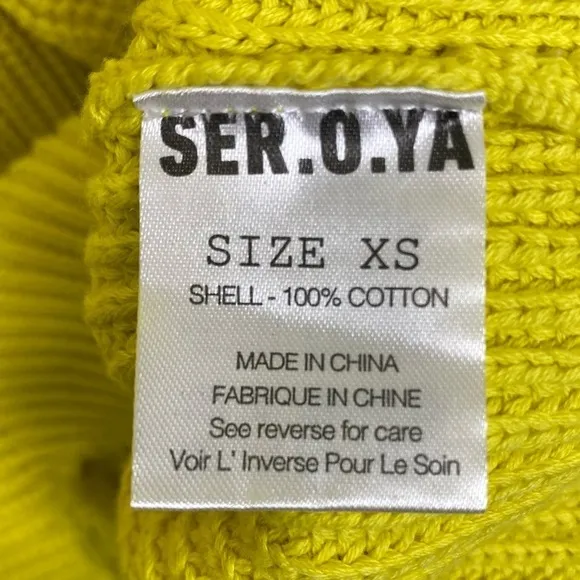 SER.O.YA
SIZE XS
SHELL - 100% COTTON
MADE IN CHINA
FABRIQUE IN CHINE
See reverse for care
Voir L' Inverse Pour Le Soin